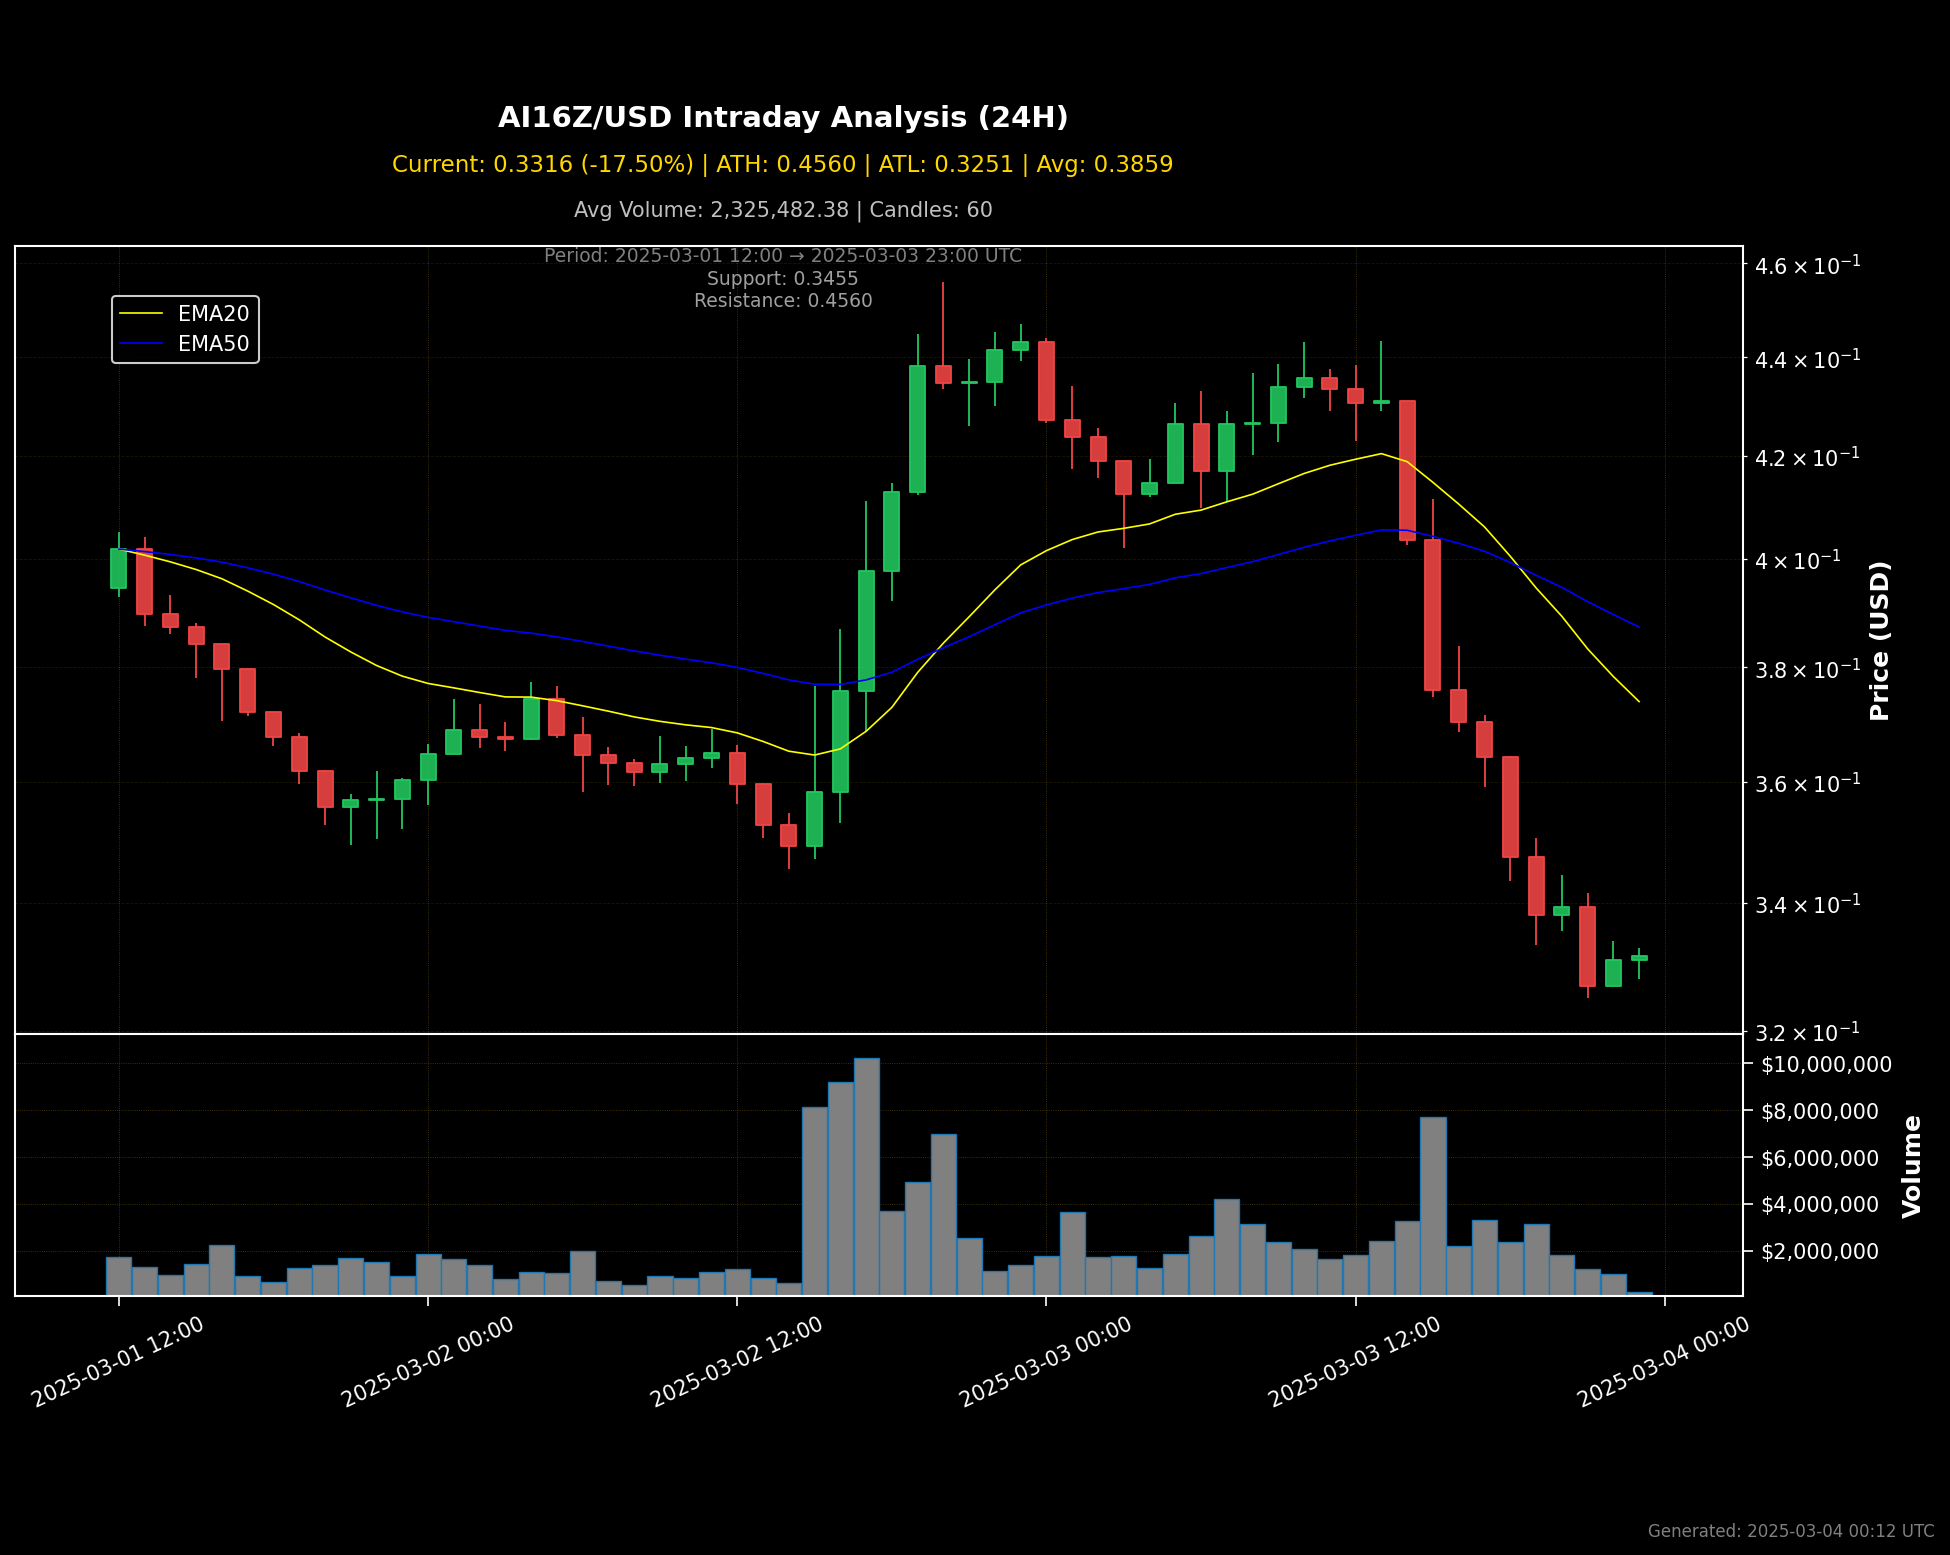 AI16Z/USD Intraday Analysis (24H)
Current: 0.3316 (-17.50%) | ATH: 0.4560 | ATL: 0.3251 | Avg: 0.3859
Avg Volume: 2,325,482.38 | Candles: 60
Period: 2025-03-01 12:00 → 2025-03-03 23:00 UTC
Support: 0.3455
Resistance: 0.4560
EMA20
EMA50
4.6×10⁻¹
4.4×10⁻¹
4.2×10⁻¹
4×10⁻¹
3.8×10⁻¹
3.6×10⁻¹
3.4×10⁻¹
3.2×10⁻¹
Price (USD)
$10,000,000
$8,000,000
$6,000,000
$4,000,000
$2,000,000
Volume
2025-03-01 12:00
2025-03-02 00:00
2025-03-02 12:00
2025-03-03 00:00
2025-03-03 12:00
2025-03-04 00:00
Generated: 2025-03-04 00:12 UTC